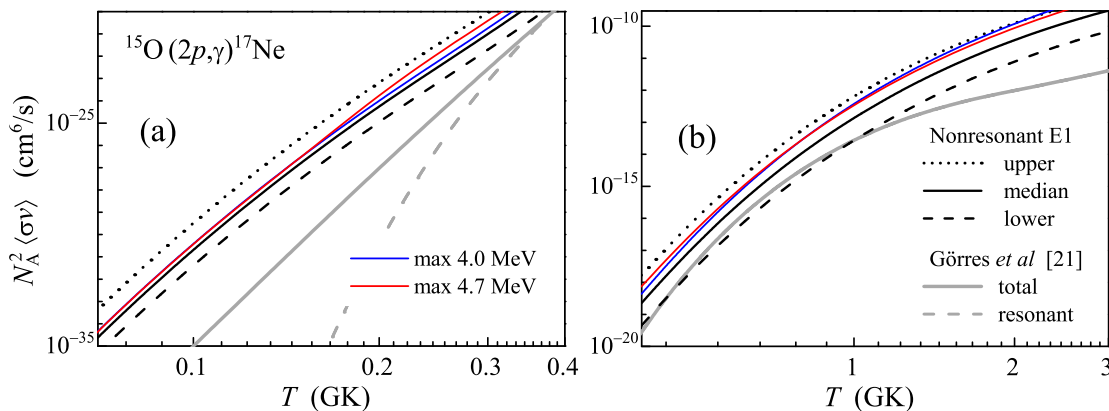 ¹⁵O (2p,γ)¹⁷Ne
(a)
N_A² ⟨σν⟩ (cm⁶/s)
10⁻²⁵
10⁻³⁵
max 4.0 MeV
max 4.7 MeV
0.1 0.2 0.3 0.4
T (GK)
10⁻¹⁰
10⁻¹⁵
10⁻²⁰
(b)
Nonresonant E1
upper
median
lower
Görres et al [21]
total
resonant
1 2 3
T (GK)